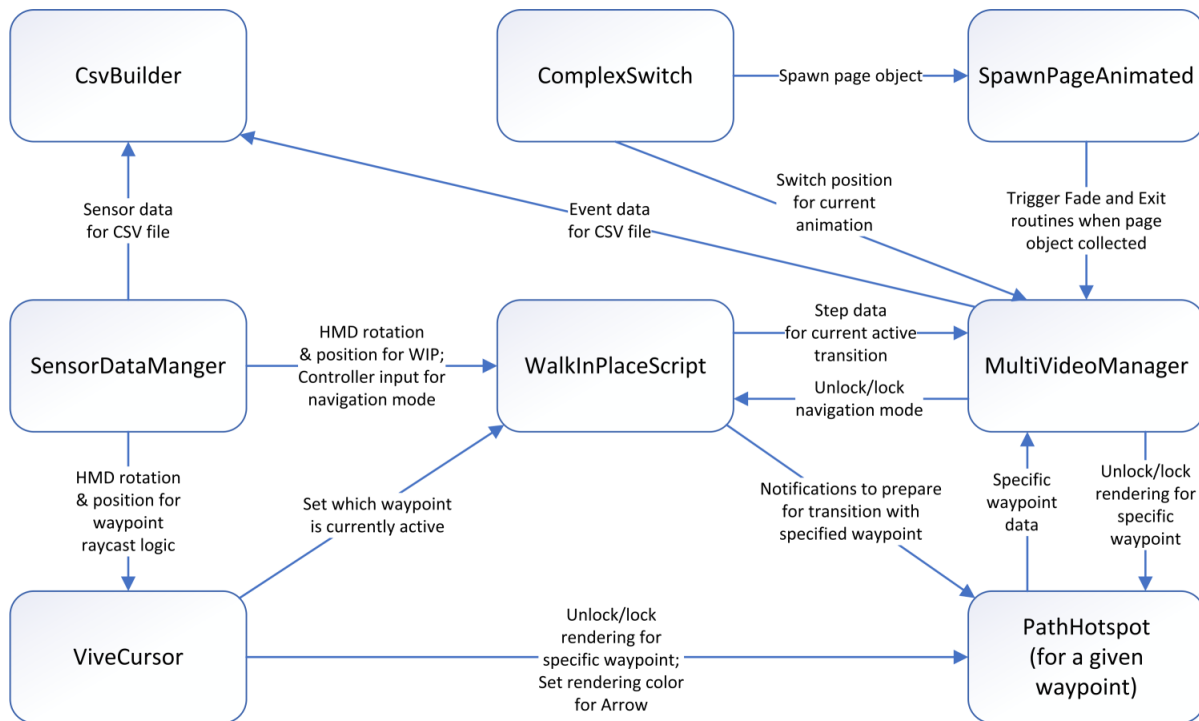 CsvBuilder
ComplexSwitch
Spawn page object
SpawnPageAnimated
Sensor data
for CSV file
Event data
for CSV file
Switch position
for current
animation
Trigger Fade and Exit
routines when page
object collected
SensorDataManger
HMD rotation
& position for WIP;
Controller input for
navigation mode
WalkInPlaceScript
Step data
for current active
transition
Unlock/lock
navigation mode
MultiVideoManager
HMD rotation
& position for
waypoint
raycast logic
Set which waypoint
is currently active
Notifications to prepare
for transition with
specified waypoint
Specific
waypoint
data
Unlock/lock
rendering for
specific
waypoint
ViveCursor
Unlock/lock
rendering for
specific waypoint;
Set rendering color
for Arrow
PathHotspot
(for a given
waypoint)